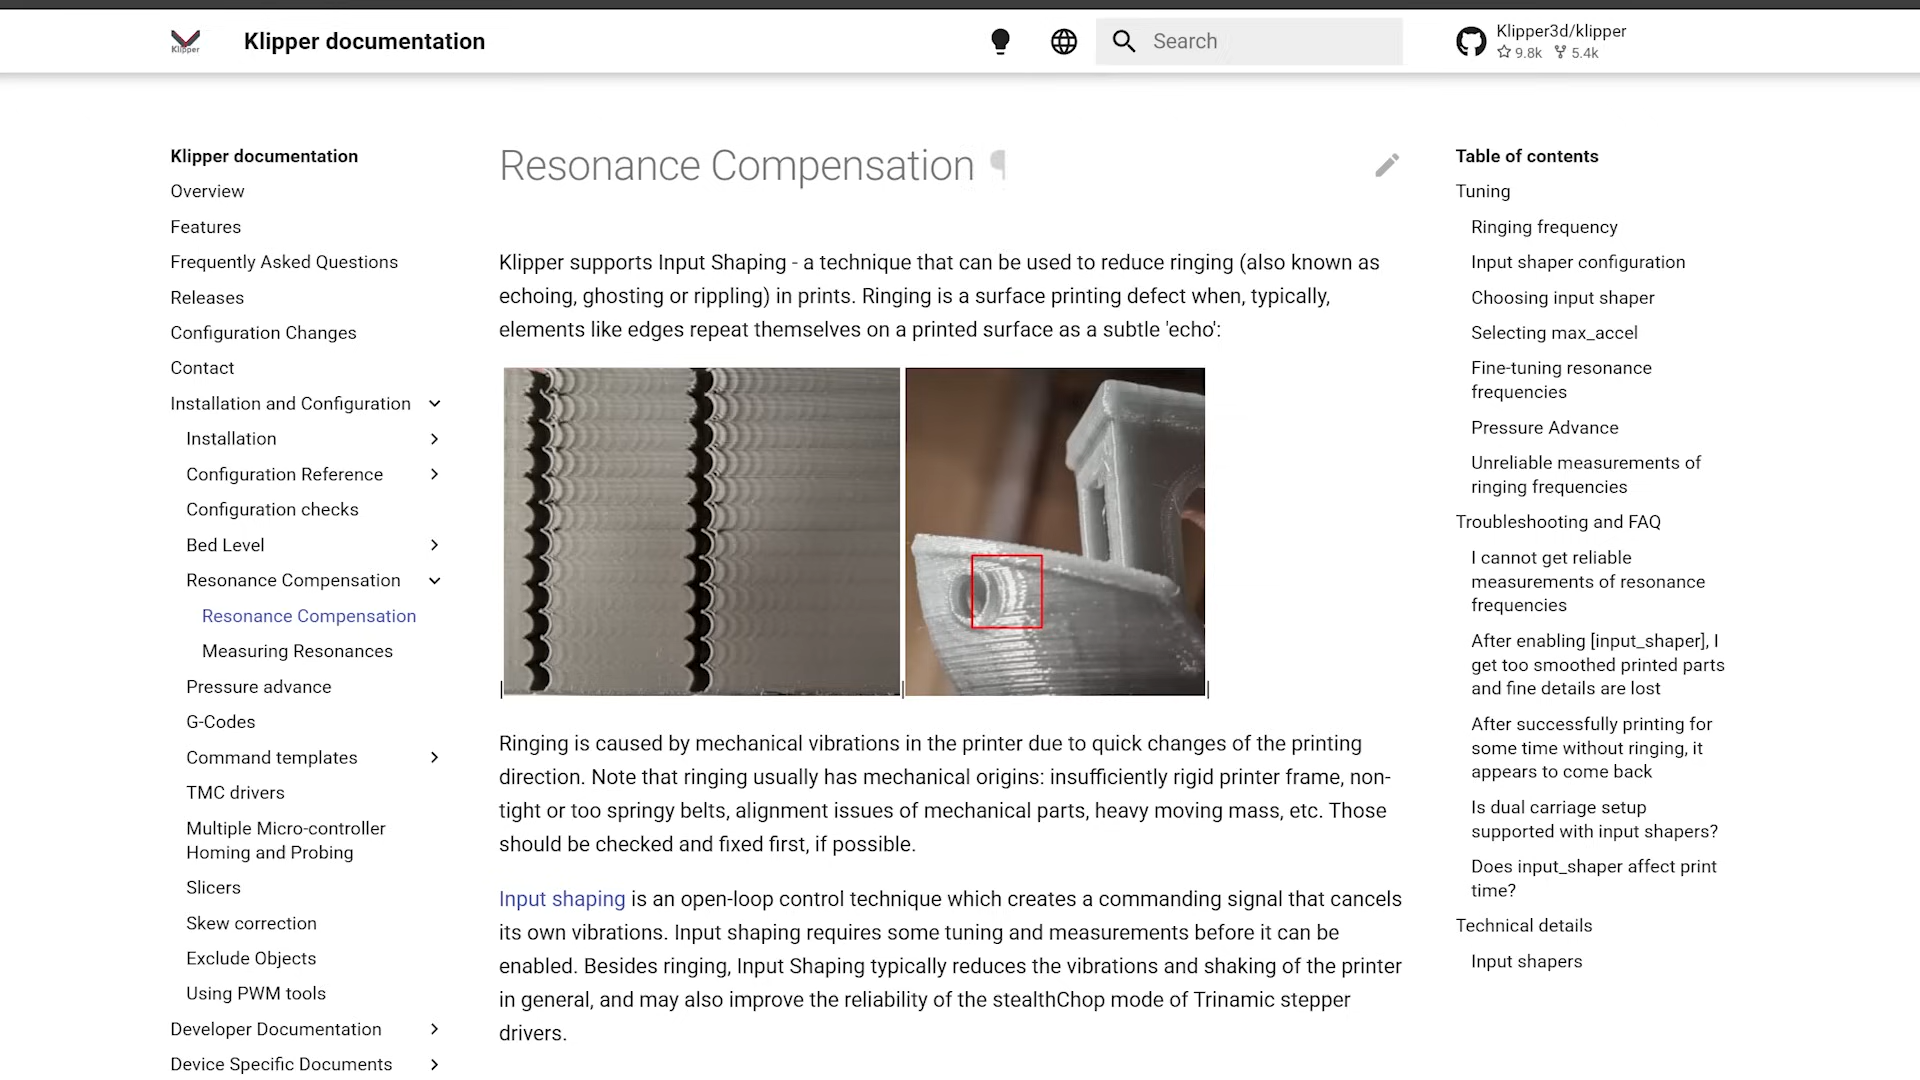 Klipper
Klipper documentation
Search
Klipper3d/klipper
9.8k 5.4k
Klipper documentation
Overview
Features
Frequently Asked Questions
Releases
Configuration Changes
Contact
Installation and Configuration
Installation
Configuration Reference
Configuration checks
Bed Level
Resonance Compensation
Resonance Compensation
Measuring Resonances
Pressure advance
G-Codes
Command templates
TMC drivers
Multiple Micro-controller
Homing and Probing
Slicers
Skew correction
Exclude Objects
Using PWM tools
Developer Documentation
Device Specific Documents
Resonance Compensation ¶
Klipper supports Input Shaping - a technique that can be used to reduce ringing (also known as
echoing, ghosting or rippling) in prints. Ringing is a surface printing defect when, typically,
elements like edges repeat themselves on a printed surface as a subtle 'echo':
| | |
Ringing is caused by mechanical vibrations in the printer due to quick changes of the printing
direction. Note that ringing usually has mechanical origins: insufficiently rigid printer frame, non-
tight or too springy belts, alignment issues of mechanical parts, heavy moving mass, etc. Those
should be checked and fixed first, if possible.
Input shaping is an open-loop control technique which creates a commanding signal that cancels
its own vibrations. Input shaping requires some tuning and measurements before it can be
enabled. Besides ringing, Input Shaping typically reduces the vibrations and shaking of the printer
in general, and may also improve the reliability of the stealthChop mode of Trinamic stepper
drivers.
Table of contents
Tuning
Ringing frequency
Input shaper configuration
Choosing input shaper
Selecting max_accel
Fine-tuning resonance
frequencies
Pressure Advance
Unreliable measurements of
ringing frequencies
Troubleshooting and FAQ
I cannot get reliable
measurements of resonance
frequencies
After enabling [input_shaper], I
get too smoothed printed parts
and fine details are lost
After successfully printing for
some time without ringing, it
appears to come back
Is dual carriage setup
supported with input shapers?
Does input_shaper affect print
time?
Technical details
Input shapers